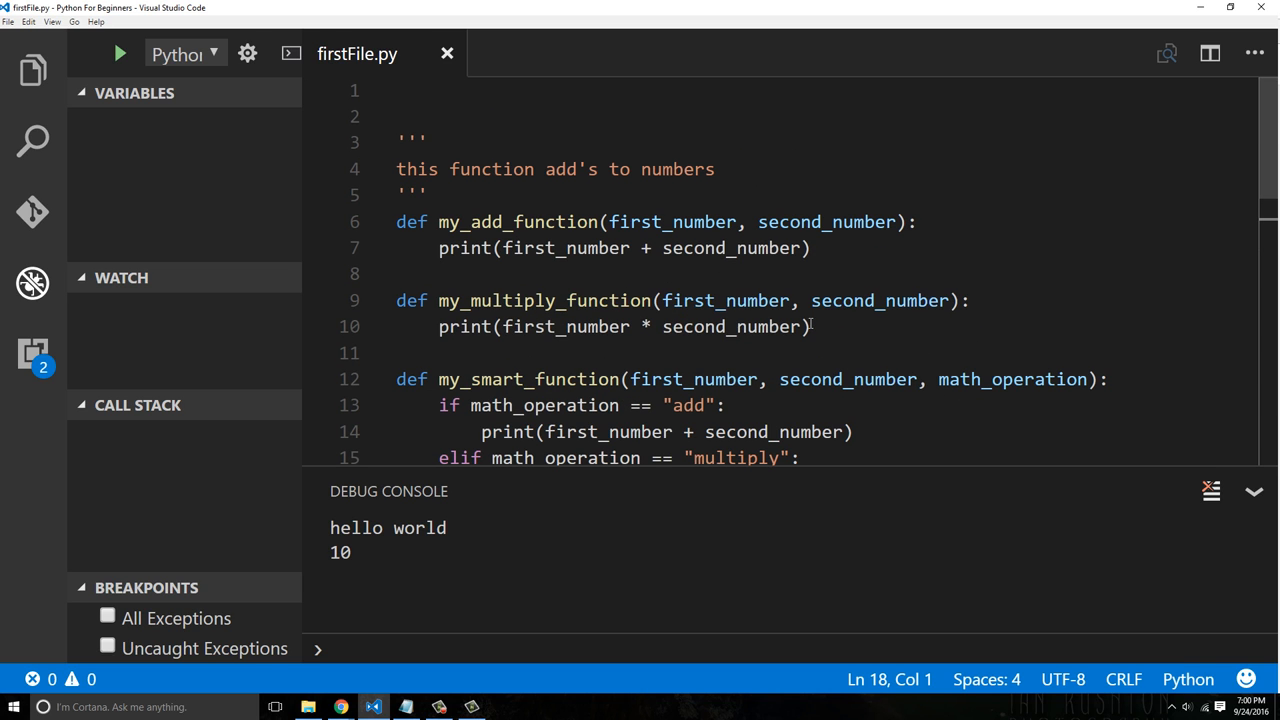 firstFile.py - Python For Beginners - Visual Studio Code
File Edit View Go Help
Pythor
firstFile.py
VARIABLES
WATCH
CALL STACK
BREAKPOINTS
All Exceptions
Uncaught Exceptions
2
1
2
3 '''
4 this function add's to numbers
5 '''
6 def my_add_function(first_number, second_number):
7 print(first_number + second_number)
8
9 def my_multiply_function(first_number, second_number):
10 print(first_number * second_number)
11
12 def my_smart_function(first_number, second_number, math_operation):
13 if math_operation == "add":
14 print(first_number + second_number)
15 elif math_operation == "multiply":
DEBUG CONSOLE
hello world
10
0 0 Ln 18, Col 1 Spaces: 4 UTF-8 CRLF Python
I'm Cortana. Ask me anything.
7:00 PM
9/24/2016